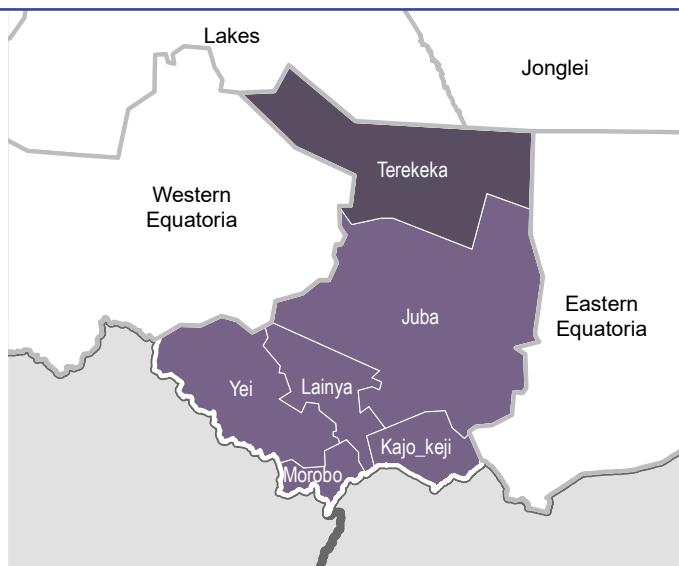 Lakes
Jonglei
Terekeka
Western
Equatoria
Juba
Eastern
Equatoria
Yei
Lainya
Kajo_keji
Morobo